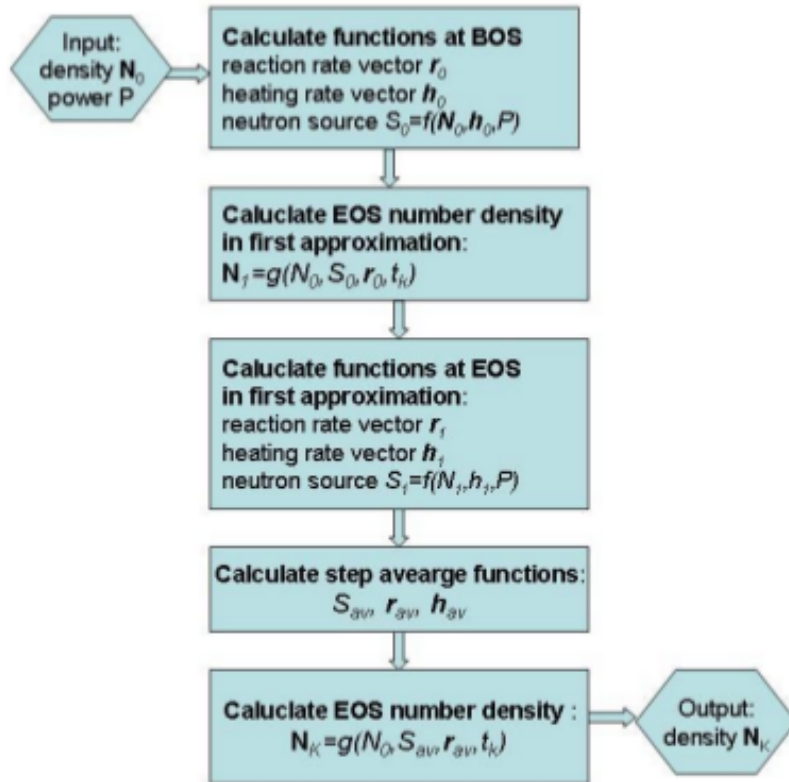 Input:
density N₀
power P
Calculate functions at BOS
reaction rate vector r₀
heating rate vector h₀
neutron source S₀=f(N₀,h₀,P)
Caluclate EOS number density
in first approximation:
N₁=g(N₀,S₀,r₀,tₖ)
Caluclate functions at EOS
in first approximation:
reaction rate vector r₁
heating rate vector h₁
neutron source S₁=f(N₁,h₁,P)
Calculate step avearge functions:
Sav, rav, hav
Caluclate EOS number density :
N_K=g(N₀,Sav,rav,tₖ)
Output:
density N_K